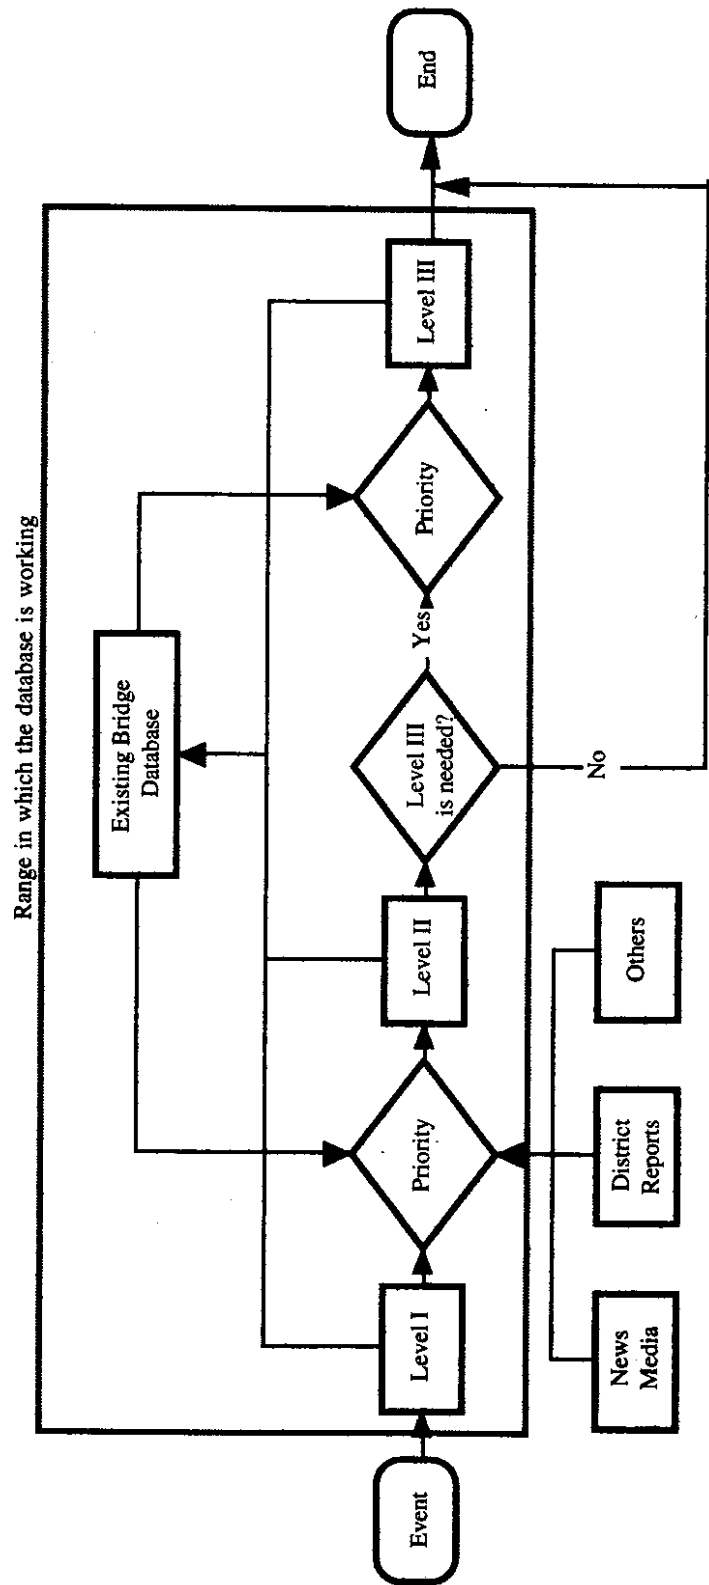 Range in which the database is working
Existing Bridge
Database
Event
Level I
Priority
Level II
Level III
is needed?
Yes
Priority
Level III
End
No
News
Media
District
Reports
Others